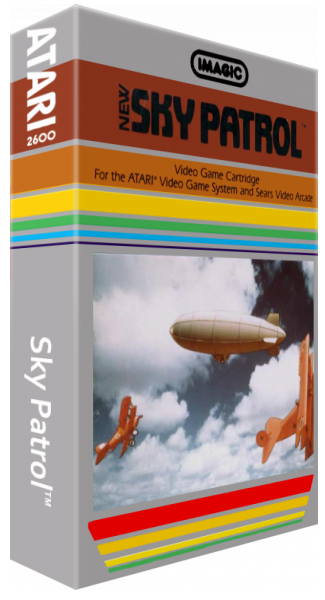 ATARI
2600
Sky Patrol™
IMAGIC
NEW
SKY PATROL™
Video Game Cartridge
For the ATARI® Video Game System and Sears Video Arcade